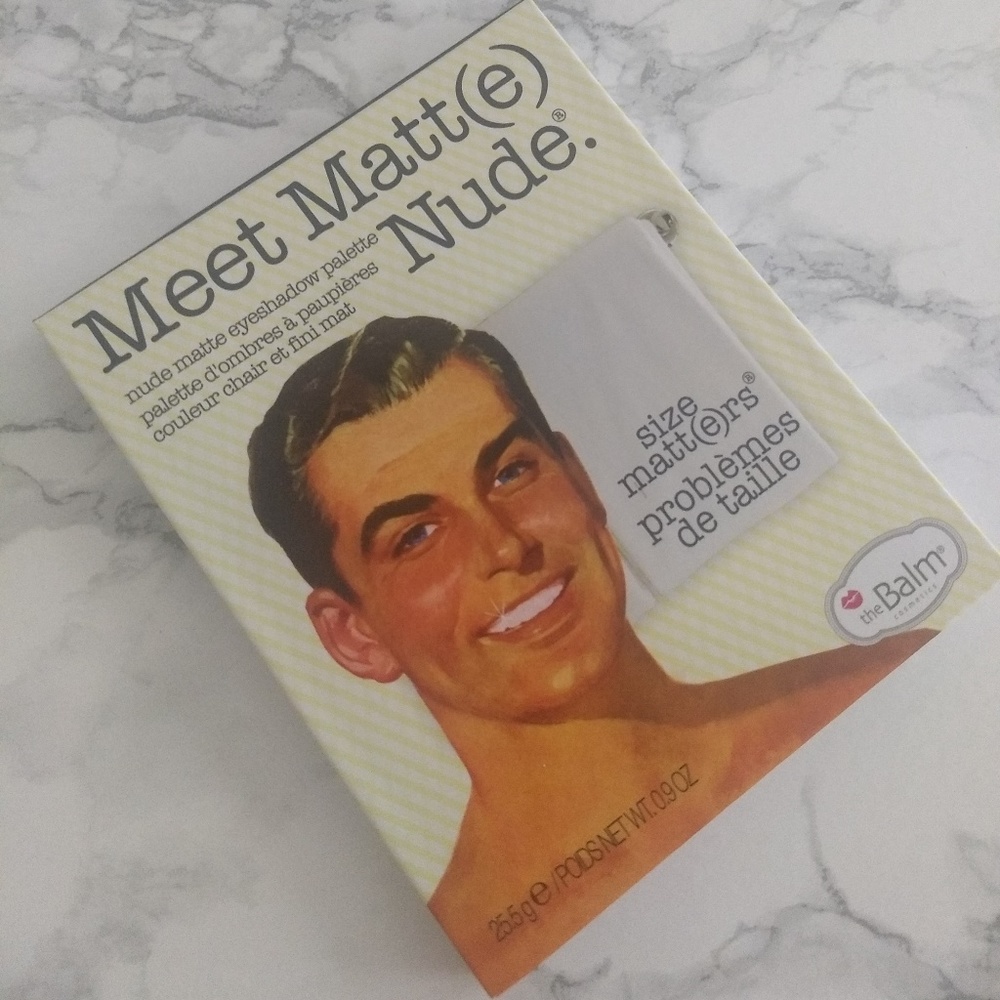 Meet Matt(e)
Nude.®
nude matte eyeshadow palette
palette d'ombres à paupières
couleur chair et fini mat
size
matt(e)rs®
problèmes
de taille
theBalm®
cosmetics
25.5 g e / POIDS NET WT. 0.9 OZ